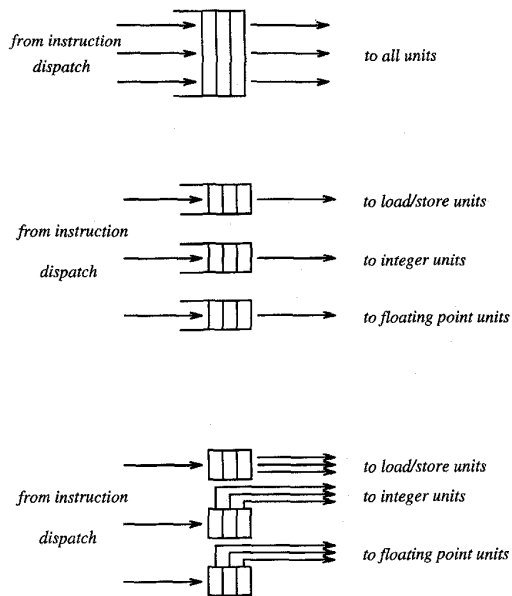 from instruction
dispatch
to all units
to load/store units
from instruction
to integer units
dispatch
to floating point units
to load/store units
from instruction
to integer units
dispatch
to floating point units